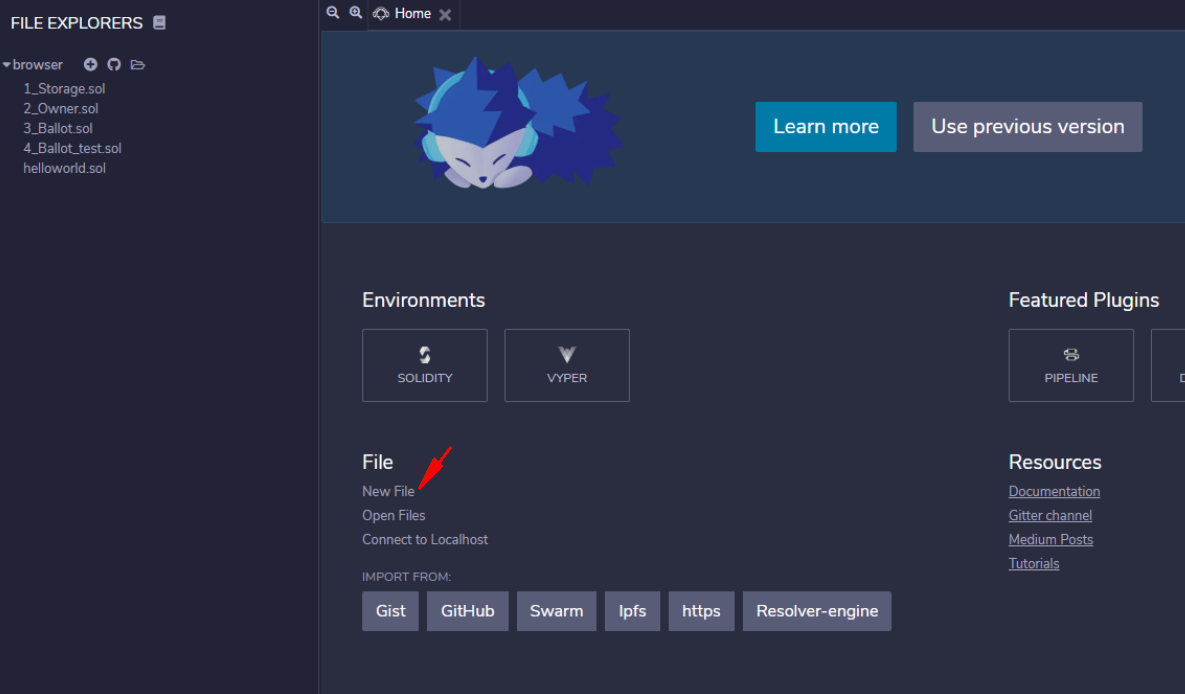 FILE EXPLORERS
browser
1_Storage.sol
2_Owner.sol
3_Ballot.sol
4_Ballot_test.sol
helloworld.sol
Home
Learn more
Use previous version
Environments
SOLIDITY
VYPER
Featured Plugins
PIPELINE
File
New File
Open Files
Connect to Localhost
IMPORT FROM:
Gist
GitHub
Swarm
Ipfs
https
Resolver-engine
Resources
Documentation
Gitter channel
Medium Posts
Tutorials